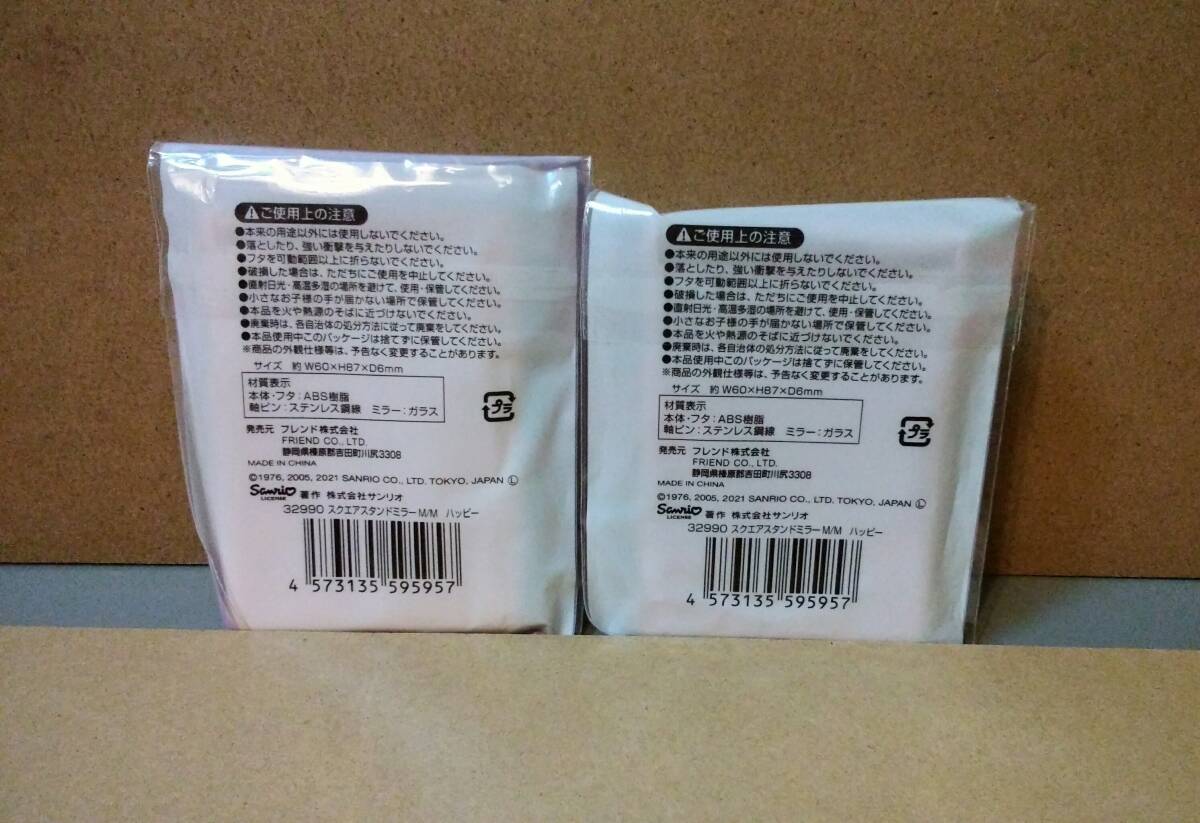 ⚠ご使用上の注意
●本来の用途以外には使用しないでください。
●落としたり、強い衝撃を与えたりしないでください。
●フタを可動範囲以上に折らないでください。
●破損した場合は、ただちにご使用を中止してください。
●直射日光・高温多湿の場所を避けて、使用・保管してください。
●小さなお子様の手が届かない場所で保管してください。
●本品を火や熱源のそばに近づけないでください。
●廃棄時は、各自治体の処分方法に従って廃棄をしてください。
●本品使用中このパッケージは捨てずに保管してください。
※商品の外観仕様等は、予告なく変更することがあります。
サイズ 約 W60×H87×D6mm
材質表示
本体・フタ:ABS樹脂
軸ピン:ステンレス鋼線 ミラー:ガラス
プラ
発売元 フレンド株式会社
FRIEND CO., LTD.
静岡県榛原郡吉田町川尻3308
MADE IN CHINA
©1976, 2005, 2021 SANRIO CO., LTD. TOKYO, JAPAN Ⓛ
Sanrio LICENSE 著作 株式会社サンリオ
32990 スクエアスタンドミラーM/M ハッピー
4 573135 595957
⚠ご使用上の注意
●本来の用途以外には使用しないでください。
●落としたり、強い衝撃を与えたりしないでください。
●フタを可動範囲以上に折らないでください。
●破損した場合は、ただちにご使用を中止してください。
●直射日光・高温多湿の場所を避けて、使用・保管してください。
●小さなお子様の手が届かない場所で保管してください。
●本品を火や熱源のそばに近づけないでください。
●廃棄時は、各自治体の処分方法に従って廃棄をしてください。
●本品使用中このパッケージは捨てずに保管してください。
※商品の外観仕様等は、予告なく変更することがあります。
サイズ 約 W60×H87×D6mm
材質表示
本体・フタ:ABS樹脂
軸ピン:ステンレス鋼線 ミラー:ガラス
プラ
発売元 フレンド株式会社
FRIEND CO., LTD.
静岡県榛原郡吉田町川尻3308
MADE IN CHINA
©1976, 2005, 2021 SANRIO CO., LTD. TOKYO, JAPAN Ⓛ
Sanrio LICENSE 著作 株式会社サンリオ
32990 スクエアスタンドミラーM/M ハッピー
4 573135 595957